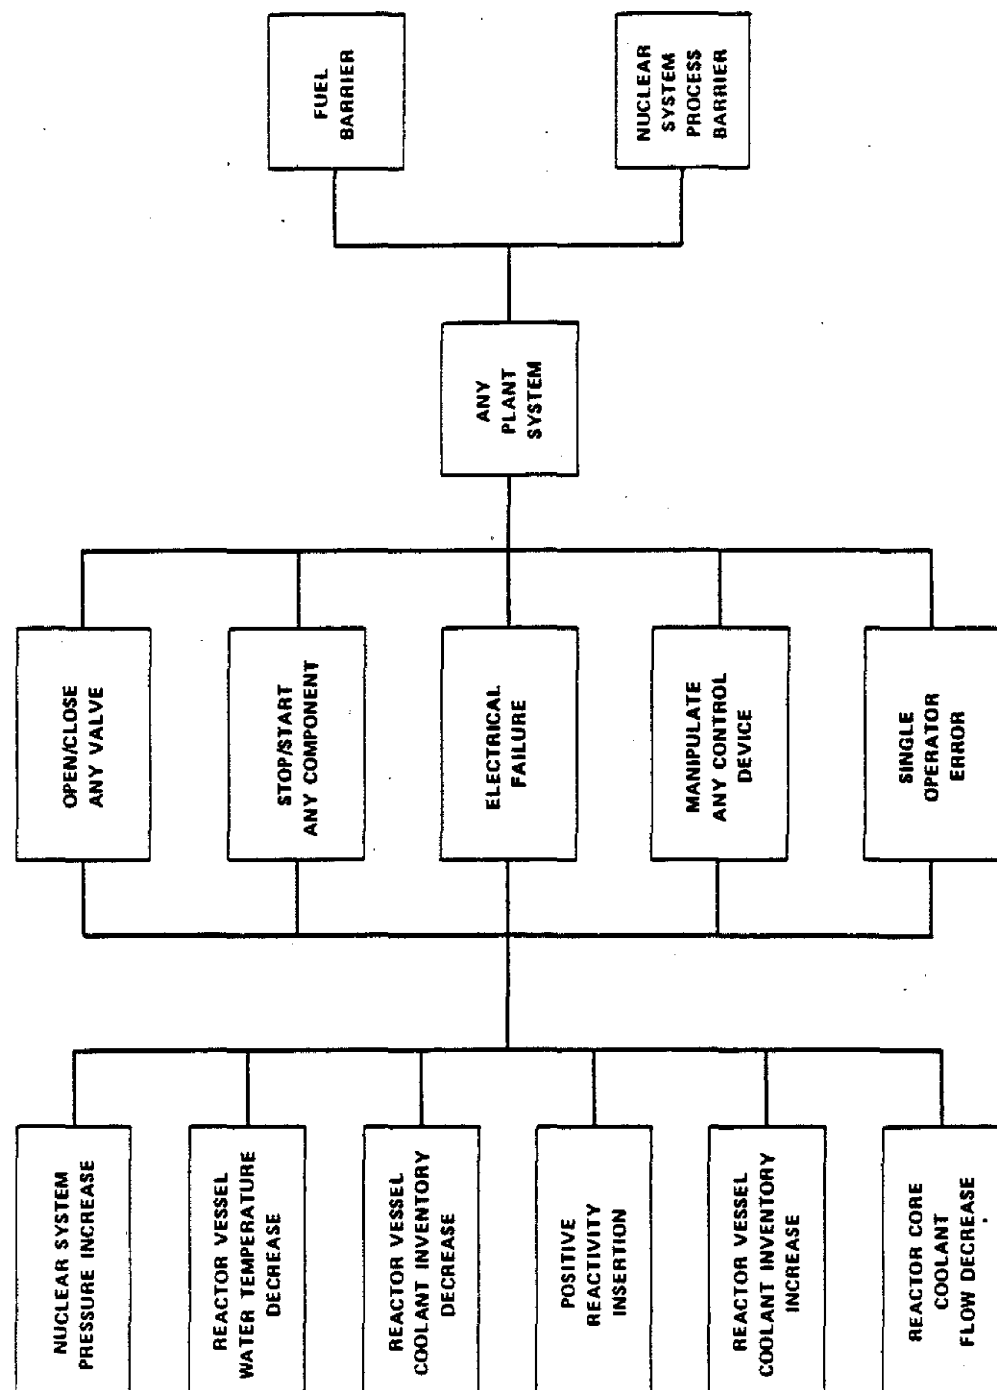 NUCLEAR SYSTEM
PRESSURE INCREASE
REACTOR VESSEL
WATER TEMPERATURE
DECREASE
REACTOR VESSEL
COOLANT INVENTORY
DECREASE
POSITIVE
REACTIVITY
INSERTION
REACTOR VESSEL
COOLANT INVENTORY
INCREASE
REACTOR CORE
COOLANT
FLOW DECREASE
OPEN/CLOSE
ANY VALVE
STOP/START
ANY COMPONENT
ELECTRICAL
FAILURE
MANIPULATE
ANY CONTROL
DEVICE
SINGLE
OPERATOR
ERROR
ANY
PLANT
SYSTEM
FUEL
BARRIER
NUCLEAR
SYSTEM
PROCESS
BARRIER